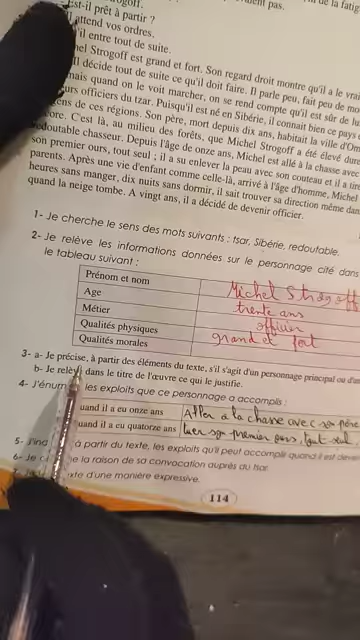 Est-il prêt à partir ?
attend vos ordres.
il entre tout de suite.
Strogoff est grand et fort. Son regard droit montre qu'il a le
Il décide tout de suite ce qu'il doit faire. Il parle peu, fait peu de
mais quand on le voit marcher, on se rend compte qu'il est sûr de
officiers du tzar. Puisqu'il est né en Sibérie, il connaît bien ce pays
de ces régions. Son père, mort depuis dix ans, habitait la ville d'Om
C'est là, au milieu des forêts, que Michel Strogoff a été élevé
redoutable chasseur. Depuis l'âge de onze ans, Michel est allé à la chasse avec
son premier ours, tout seul ; il a su enlever la peau avec son couteau et il a
parents. Après une vie d'enfant comme celle-là, arrivé à l'âge d'homme, Michel
heures sans manger, dix nuits sans dormir, il sait trouver sa direction même dan
quand la neige tombe. A vingt ans, il a décidé de devenir officier.
1- Je cherche le sens des mots suivants : tsar, Sibérie, redoutable.
2- Je relève les informations données sur le personnage cité dans
le tableau suivant :
Prénom et nom Michel Strogoff
Age trente ans
Métier officier
Qualités physiques grand et fort
Qualités morales
3- a- Je précise, à partir des éléments du texte, s'il s'agit d'un personnage principal ou
b- Je relève dans le titre de l'œuvre ce qui le justifie.
4- les exploits que ce personnage a accomplis :
uand il a eu onze ans Aller à la chasse avec son père
uand il a eu quatorze ans tuer son premier ours, tout seul
5- à partir du texte, les exploits qu'il peut accomplir quand il est
6- la raison de sa convocation auprès du tsar.
7- d'une manière expressive.
114